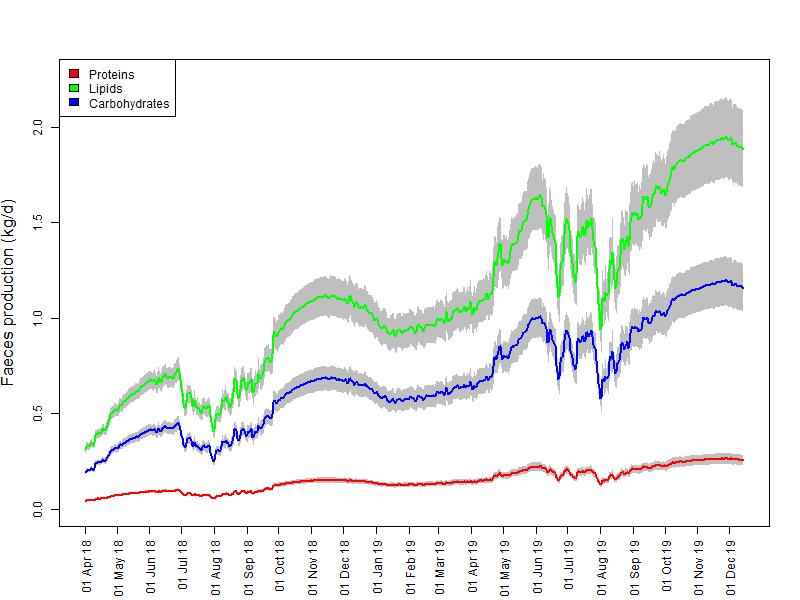 Proteins
Lipids
Carbohydrates
Faeces production (kg/d)
2.0
1.5
1.0
0.5
0.0
01 Apr 18
01 May 18
01 Jun 18
01 Jul 18
01 Aug 18
01 Sep 18
01 Oct 18
01 Nov 18
01 Dec 18
01 Jan 19
01 Feb 19
01 Mar 19
01 Apr 19
01 May 19
01 Jun 19
01 Jul 19
01 Aug 19
01 Sep 19
01 Oct 19
01 Nov 19
01 Dec 19